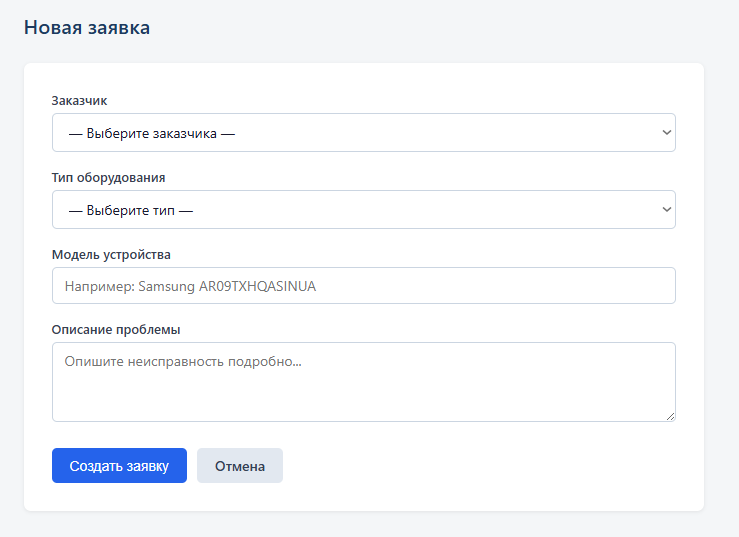 Новая заявка
Заказчик
— Выберите заказчика —
Тип оборудования
— Выберите тип —
Модель устройства
Например: Samsung AR09TXHQASINUA
Описание проблемы
Опишите неисправность подробно...
Создать заявку
Отмена